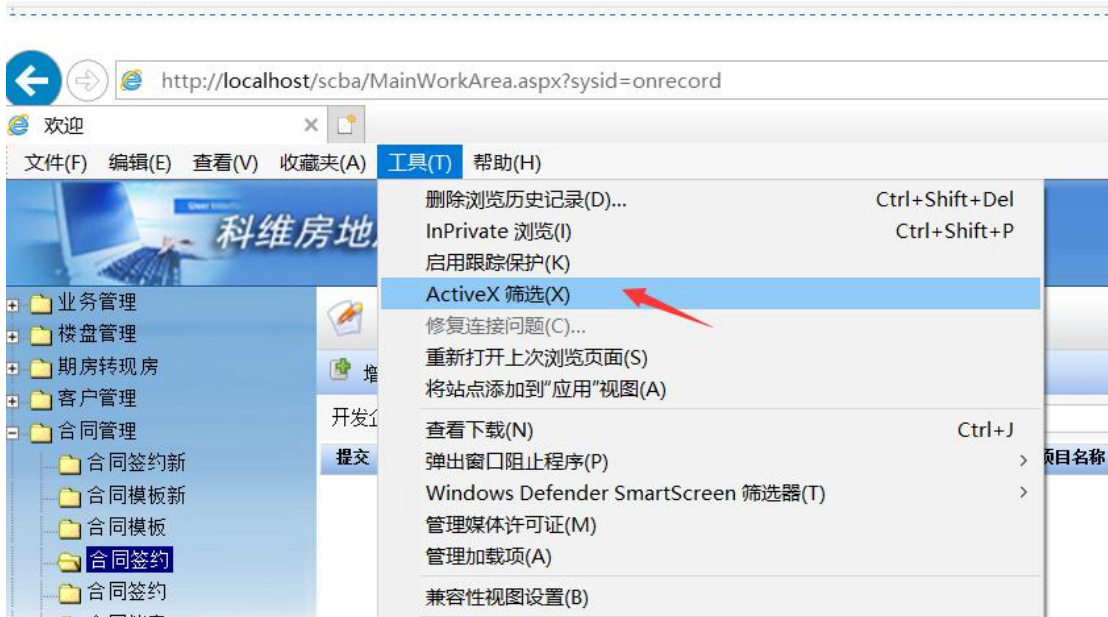 http://localhost/scba/MainWorkArea.aspx?sysid=onrecord
欢迎
文件(F) 编辑(E) 查看(V) 收藏夹(A) 工具(T) 帮助(H)
科维房地
删除浏览历史记录(D)... Ctrl+Shift+Del
InPrivate 浏览(I) Ctrl+Shift+P
启用跟踪保护(K)
ActiveX 筛选(X)
修复连接问题(C)...
重新打开上次浏览页面(S)
将站点添加到“应用”视图(A)
查看下载(N) Ctrl+J
弹出窗口阻止程序(P)
Windows Defender SmartScreen 筛选器(T)
管理媒体许可证(M)
管理加载项(A)
兼容性视图设置(B)
业务管理
楼盘管理
期房转现房
客户管理
合同管理
合同签约新
合同模板新
合同模板
合同签约
合同签约
增
开发
提交
项目名称